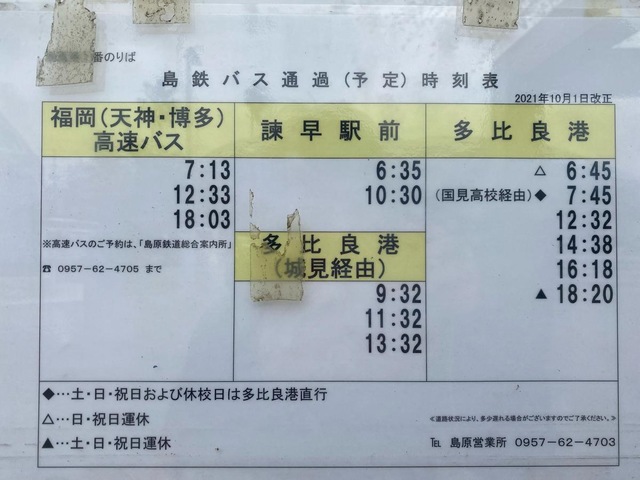 番のりば
島鉄バス通過(予定)時刻表
2021年10月1日改正
福岡(天神・博多)
高速バス
7:13
12:33
18:03
※高速バスのご予約は、「島原鉄道総合案内所」
☎ 0957-62-4705 まで
諫早駅前
6:35
10:30
多比良港
(城見経由)
9:32
11:32
13:32
多比良港
△ 6:45
(国見高校経由)◆ 7:45
12:32
14:38
16:18
▲ 18:20
◆…土・日・祝日および休校日は多比良港直行
△…日・祝日運休
▲…土・日・祝日運休
≪道路状況により、多少遅れる場合がございますのでご了承ください。≫
℡ 島原営業所 0957-62-4703